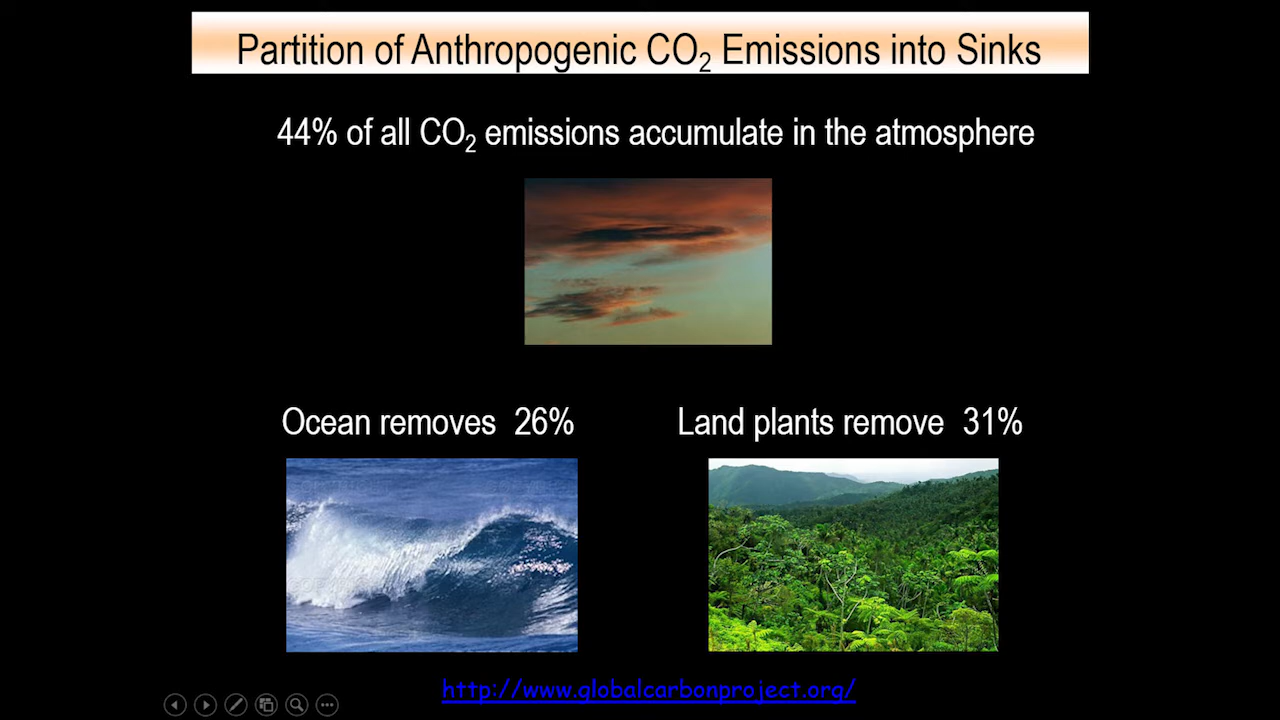 Partition of Anthropogenic CO₂ Emissions into Sinks
44% of all CO₂ emissions accumulate in the atmosphere
Ocean removes 26%
Land plants remove 31%
http://www.globalcarbonproject.org/